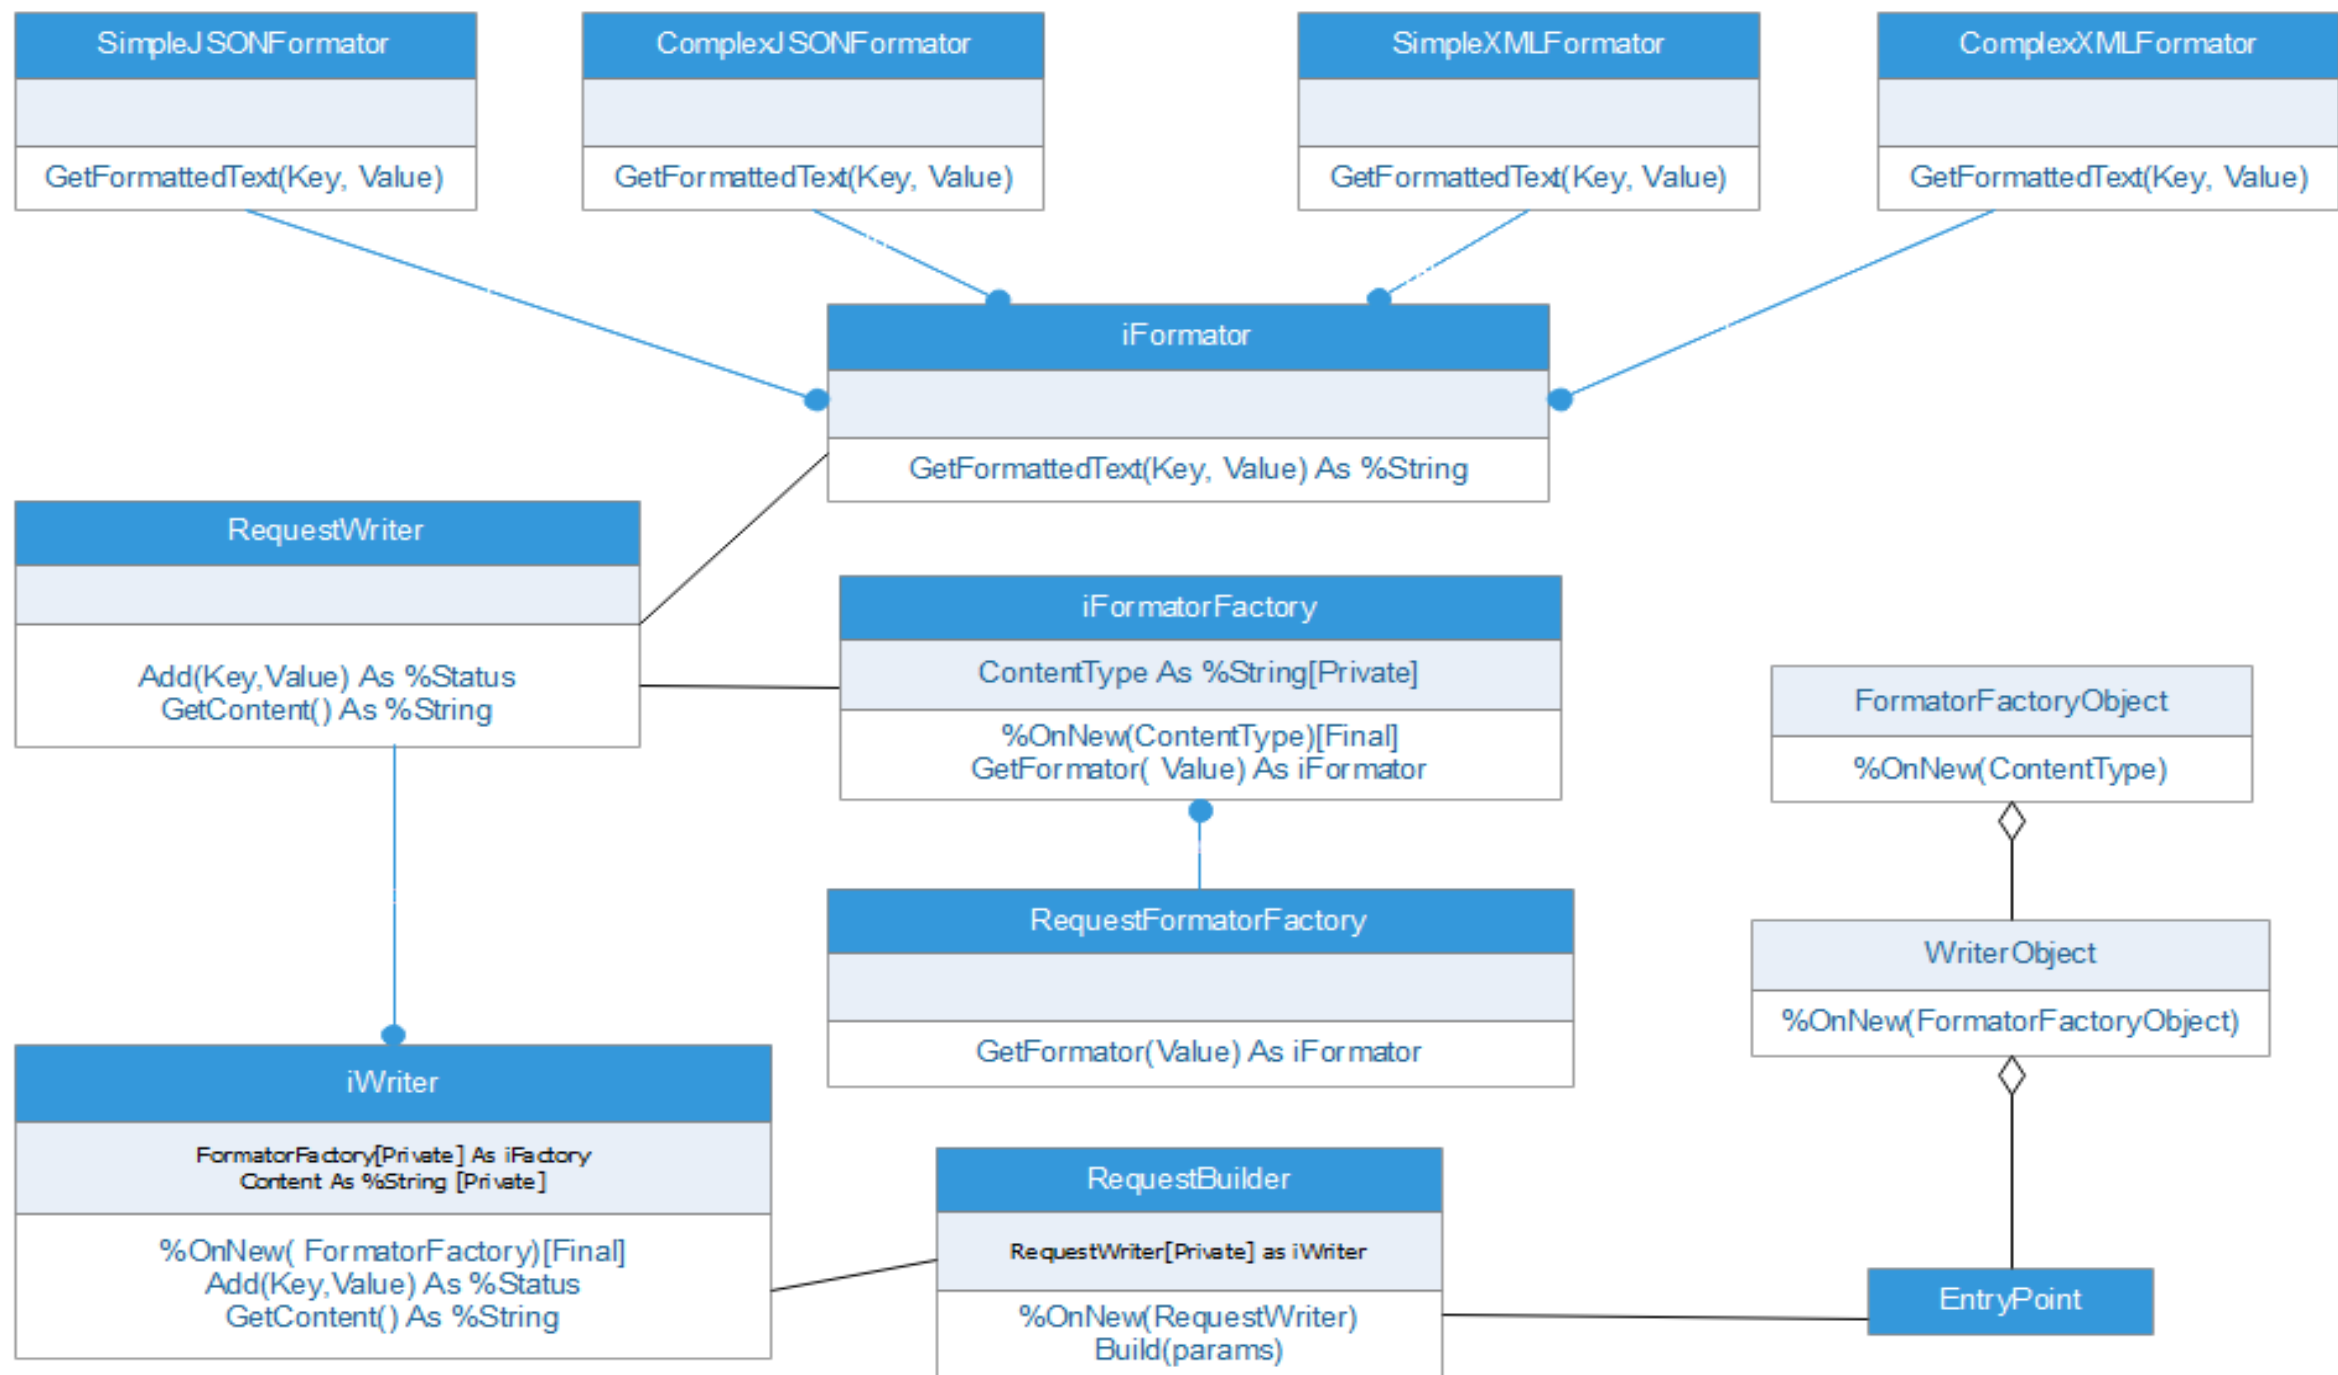 SimpleJSONFormator
GetFormattedText(Key, Value)
ComplexJSONFormator
GetFormattedText(Key, Value)
SimpleXMLFormator
GetFormattedText(Key, Value)
ComplexXMLFormator
GetFormattedText(Key, Value)
iFormator
GetFormattedText(Key, Value) As %String
RequestWriter
Add(Key,Value) As %Status
GetContent() As %String
iFormatorFactory
ContentType As %String[Private]
%OnNew(ContentType)[Final]
GetFormator( Value) As iFormator
FormatorFactoryObject
%OnNew(ContentType)
RequestFormatorFactory
GetFormator(Value) As iFormator
WriterObject
%OnNew(FormatorFactoryObject)
iWriter
FormatorFactory[Private] As iFactory
Content As %String [Private]
%OnNew( FormatorFactory)[Final]
Add(Key,Value) As %Status
GetContent() As %String
RequestBuilder
RequestWriter[Private] as iWriter
%OnNew(RequestWriter)
Build(params)
EntryPoint